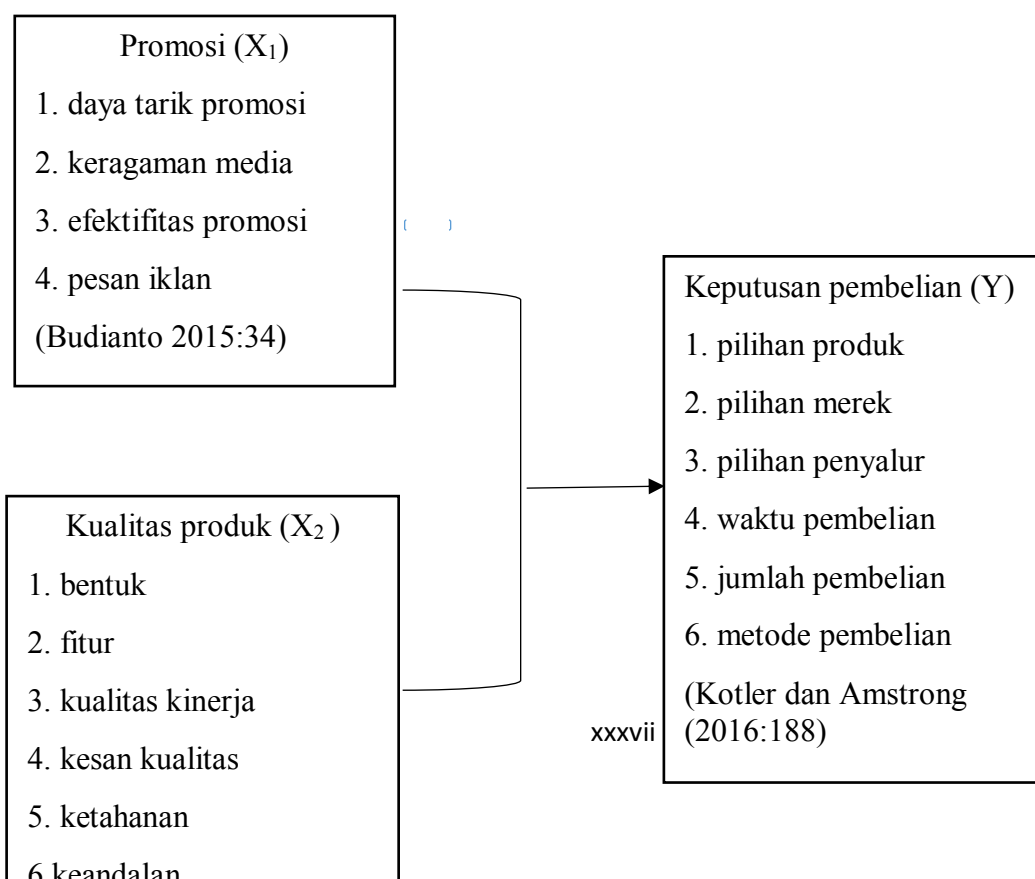 Promosi (X₁)
1. daya tarik promosi
2. keragaman media
3. efektifitas promosi
4. pesan iklan
(Budianto 2015:34)
Kualitas produk (X₂ )
1. bentuk
2. fitur
3. kualitas kinerja
4. kesan kualitas
5. ketahanan
6 keandalan
Keputusan pembelian (Y)
1. pilihan produk
2. pilihan merek
3. pilihan penyalur
4. waktu pembelian
5. jumlah pembelian
6. metode pembelian
(Kotler dan Amstrong
(2016:188)
xxxvii